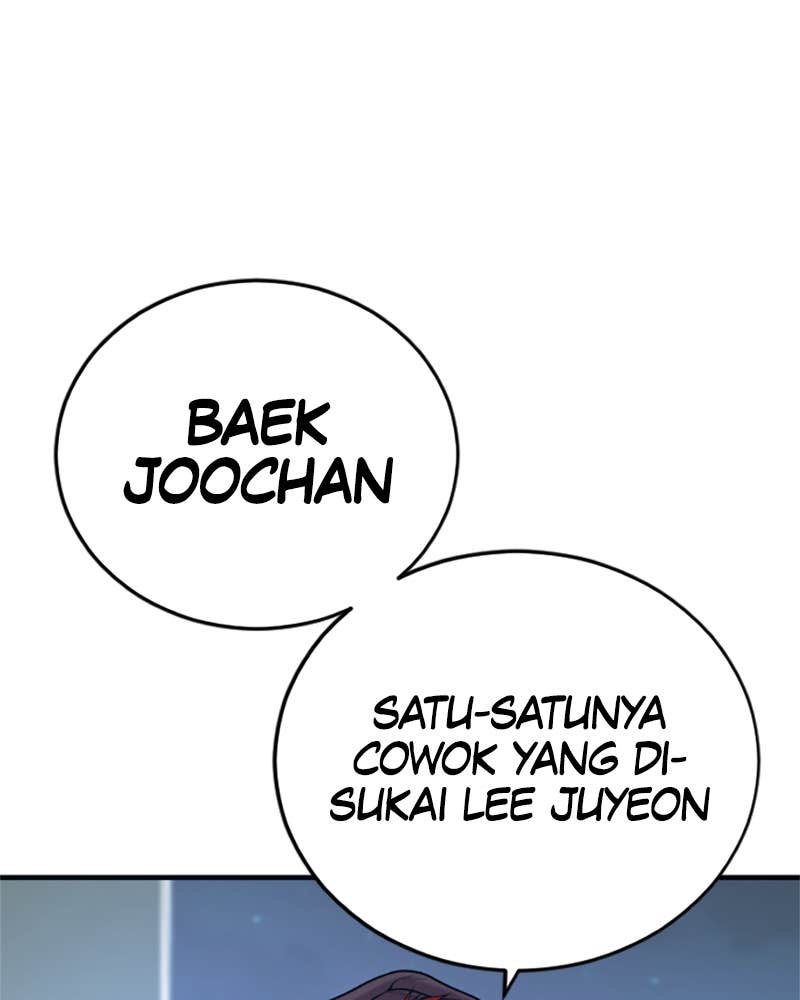 BAEK
JOOCHAN
SATU-SATUNYA
COWOK YANG DI-
SUKAI LEE JUYEON